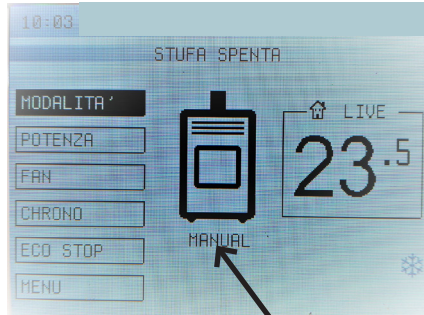 10:03
STUFA SPENTA
MODALITA'
POTENZA
FAN
CHRONO
ECO STOP
MENU
MANUAL
LIVE
23.5